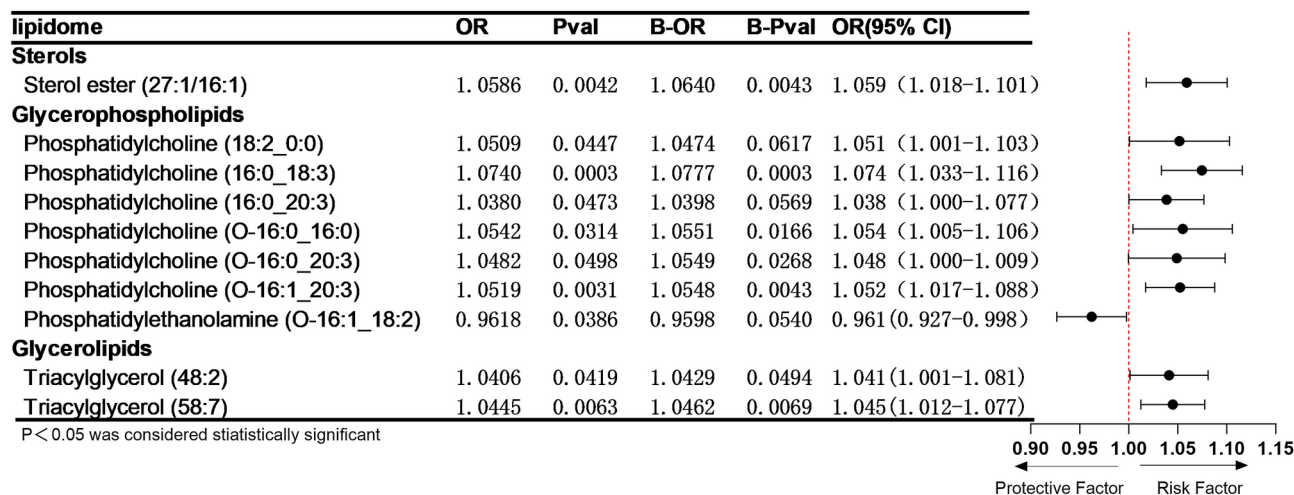 lipidome OR Pval B-OR B-Pval OR(95% CI)
Sterols
Sterol ester (27:1/16:1) 1.0586 0.0042 1.0640 0.0043 1.059 (1.018-1.101)
Glycerophospholipids
Phosphatidylcholine (18:2_0:0) 1.0509 0.0447 1.0474 0.0617 1.051 (1.001-1.103)
Phosphatidylcholine (16:0_18:3) 1.0740 0.0003 1.0777 0.0003 1.074 (1.033-1.116)
Phosphatidylcholine (16:0_20:3) 1.0380 0.0473 1.0398 0.0569 1.038 (1.000-1.077)
Phosphatidylcholine (O-16:0_16:0) 1.0542 0.0314 1.0551 0.0166 1.054 (1.005-1.106)
Phosphatidylcholine (O-16:0_20:3) 1.0482 0.0498 1.0549 0.0268 1.048 (1.000-1.009)
Phosphatidylcholine (O-16:1_20:3) 1.0519 0.0031 1.0548 0.0043 1.052 (1.017-1.088)
Phosphatidylethanolamine (O-16:1_18:2) 0.9618 0.0386 0.9598 0.0540 0.961(0.927-0.998)
Glycerolipids
Triacylglycerol (48:2) 1.0406 0.0419 1.0429 0.0494 1.041(1.001-1.081)
Triacylglycerol (58:7) 1.0445 0.0063 1.0462 0.0069 1.045(1.012-1.077)
P<0.05 was considered stiatistically significant
0.90 0.95 1.00 1.05 1.10 1.15
Protective Factor Risk Factor